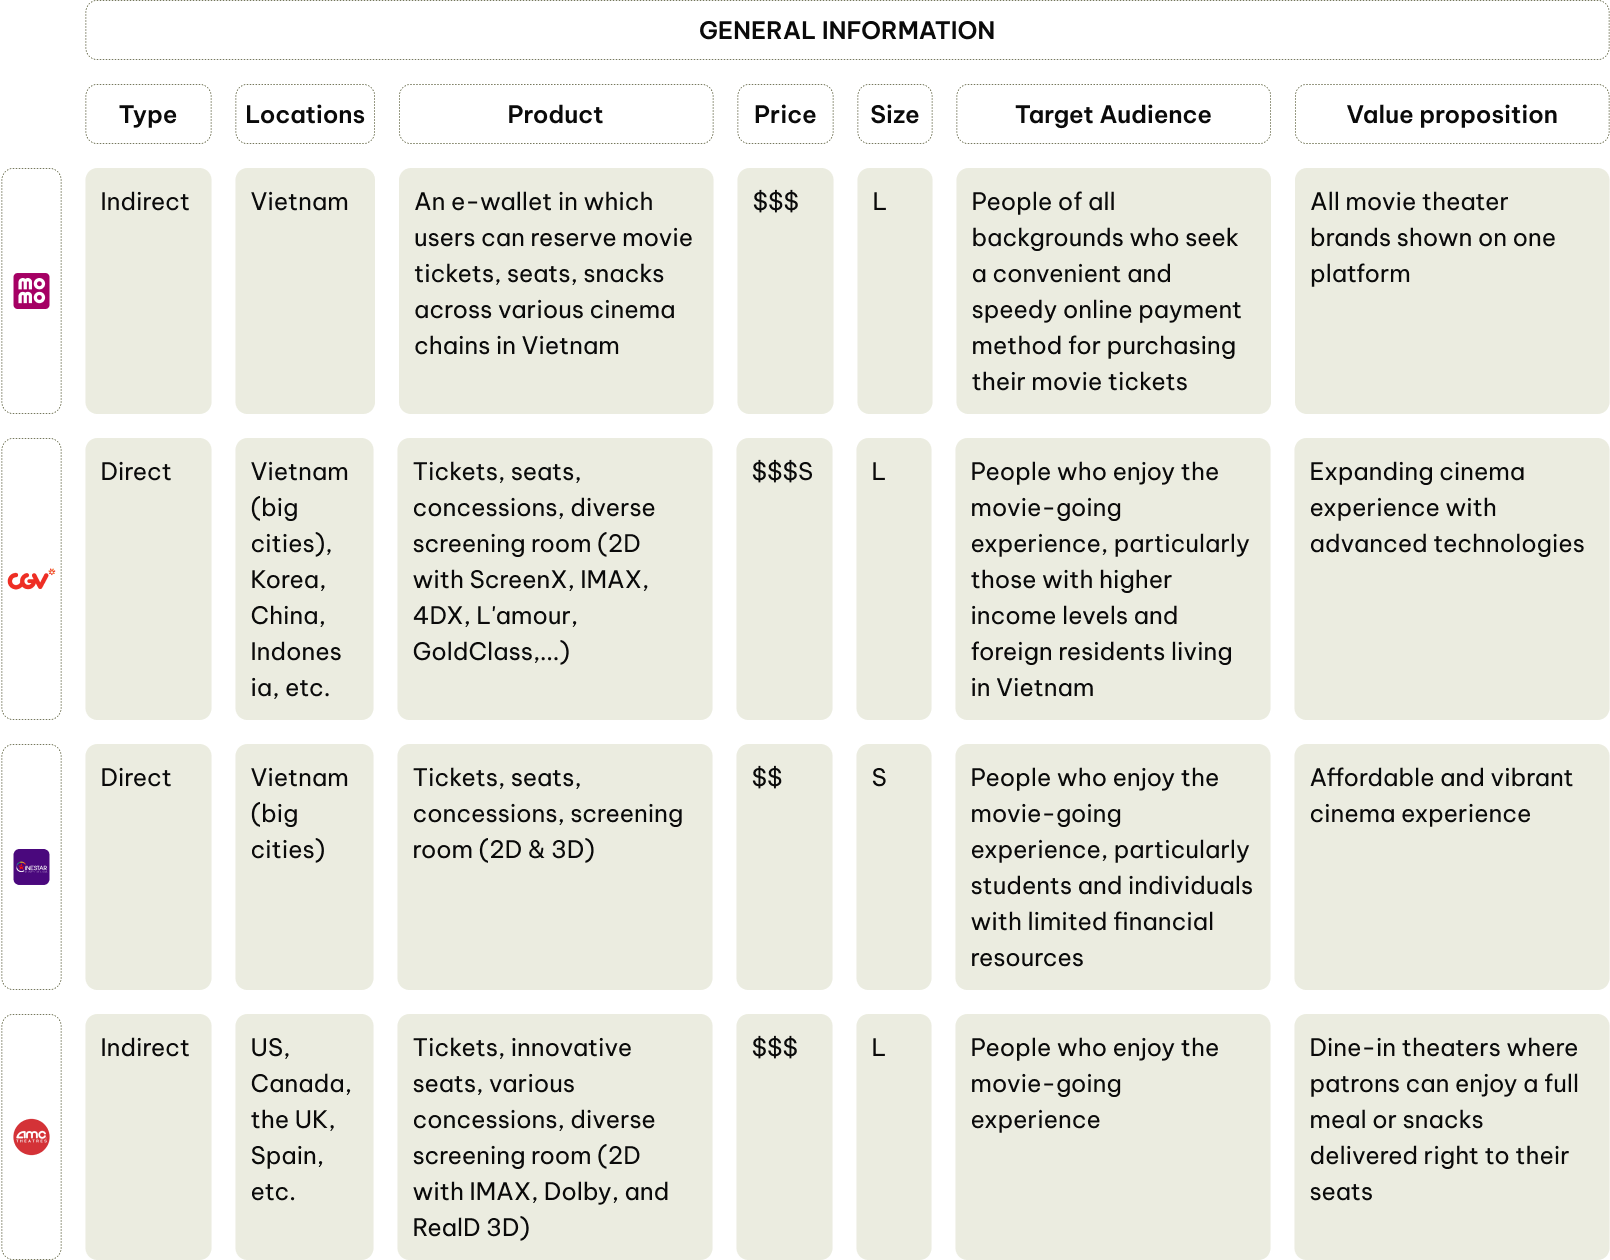 GENERAL INFORMATION
Type
Locations
Product
Price
Size
Target Audience
Value proposition
mo
mo
Indirect
Vietnam
An e-wallet in which
users can reserve movie
tickets, seats, snacks
across various cinema
chains in Vietnam
$$$
L
People of all
backgrounds who seek
a convenient and
speedy online payment
method for purchasing
their movie tickets
All movie theater
brands shown on one
platform
CGV
Direct
Vietnam
(big
cities),
Korea,
China,
Indones
ia, etc.
Tickets, seats,
concessions, diverse
screening room (2D
with ScreenX, IMAX,
4DX, L'amour,
GoldClass,...)
$$$S
L
People who enjoy the
movie-going
experience, particularly
those with higher
income levels and
foreign residents living
in Vietnam
Expanding cinema
experience with
advanced technologies
CINESTAR
Direct
Vietnam
(big
cities)
Tickets, seats,
concessions, screening
room (2D & 3D)
$$
S
People who enjoy the
movie-going
experience, particularly
students and individuals
with limited financial
resources
Affordable and vibrant
cinema experience
amc
THEATRES
Indirect
US,
Canada,
the UK,
Spain,
etc.
Tickets, innovative
seats, various
concessions, diverse
screening room (2D
with IMAX, Dolby, and
RealD 3D)
$$$
L
People who enjoy the
movie-going
experience
Dine-in theaters where
patrons can enjoy a full
meal or snacks
delivered right to their
seats